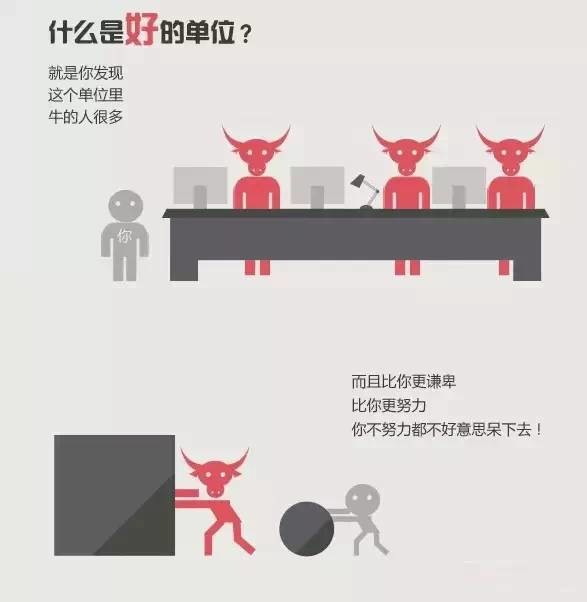 什么是好的单位？
就是你发现
这个单位里
牛的人很多
你
而且比你更谦卑
比你更努力
你不努力都不好意思呆下去！